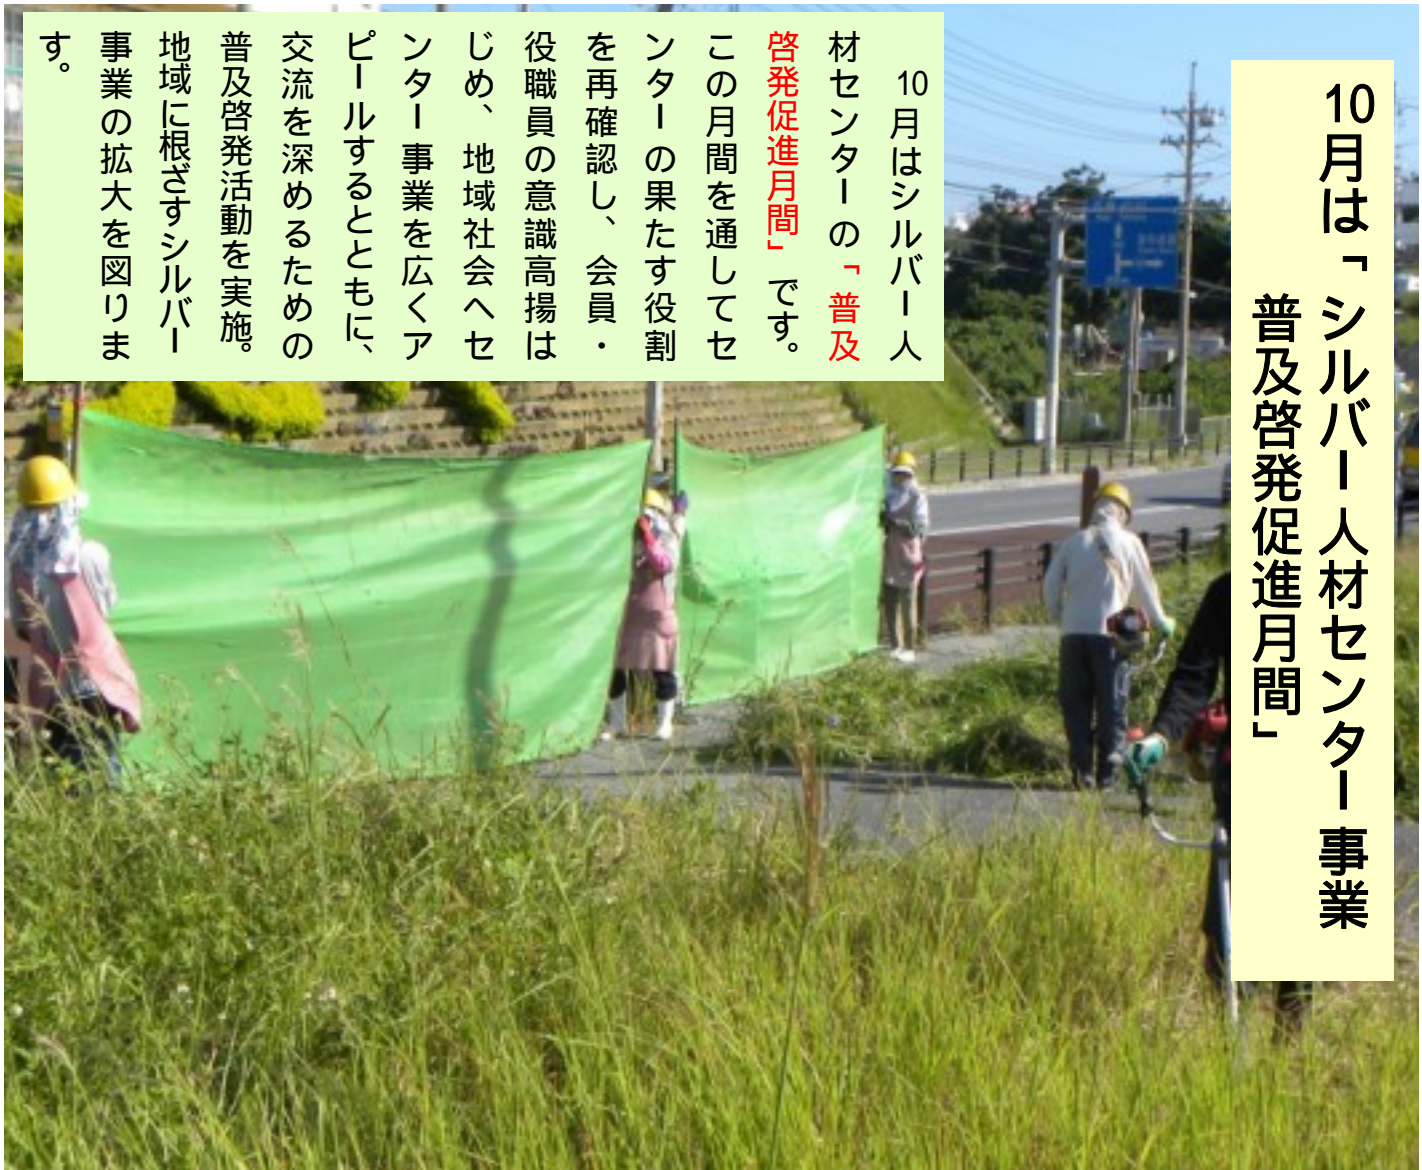 10月は「シルバー人材センター事業
普及啓発促進月間」
10月はシルバー人
材センターの「普及
啓発促進月間」です。
この月間を通してセ
ンターの果たす役割
を再確認し、会員・
役職員の意識高揚は
じめ、地域社会へセ
ンター事業を広くア
ピールするとともに、
交流を深めるための
普及啓発活動を実施。
地域に根ざすシルバー
事業の拡大を図りま
す。